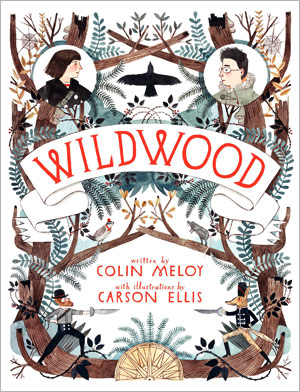 WILDWOOD
written by
COLIN MELOY
with illustrations by
CARSON ELLIS